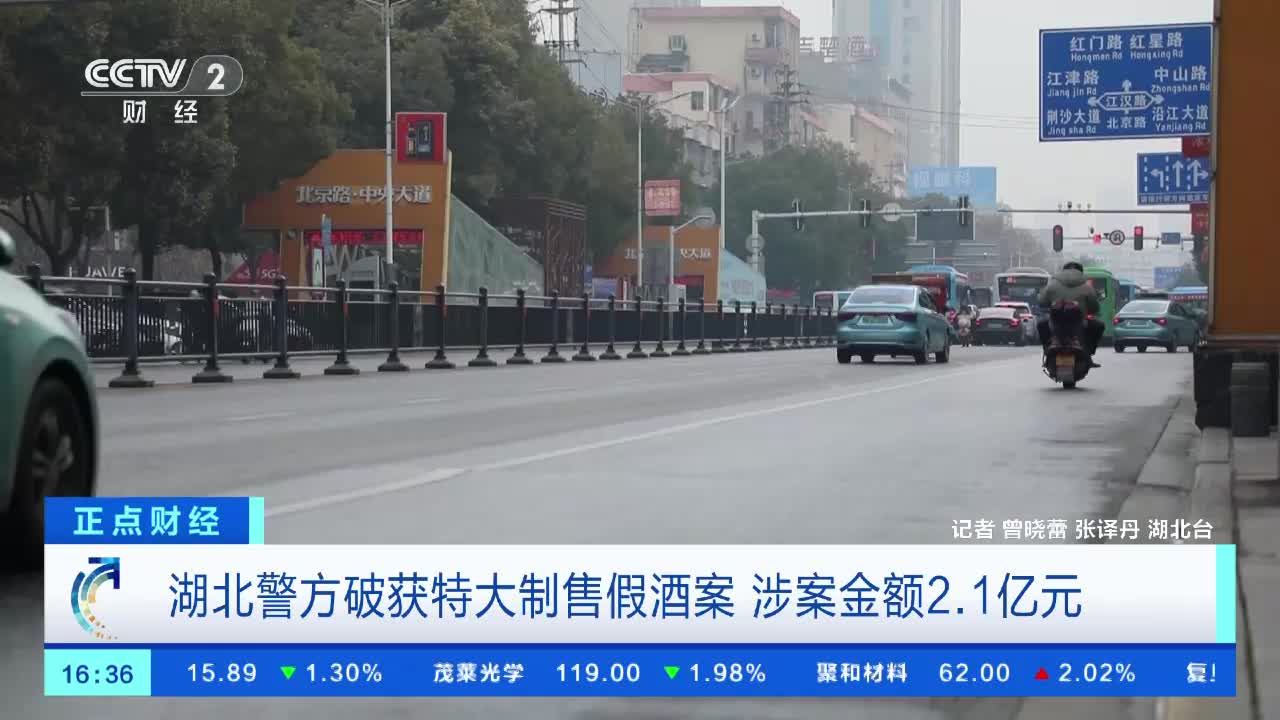 CCTV 2
财经
红门路 红星路
Hongmen Rd Hongxing Rd
江津路 中山路
Jiang jin Rd Zhongshan Rd
江汉路
荆沙大道 北京路 沿江大道
Jing sha Rd Yanjiang Rd
北京路·中央大道
5G
正点财经
记者 曾晓蕾 张译丹 湖北台
湖北警方破获特大制售假酒案 涉案金额2.1亿元
16:36 15.89 ▼ 1.30% 茂莱光学 119.00 ▼ 1.98% 聚和材料 62.00 ▲ 2.02%